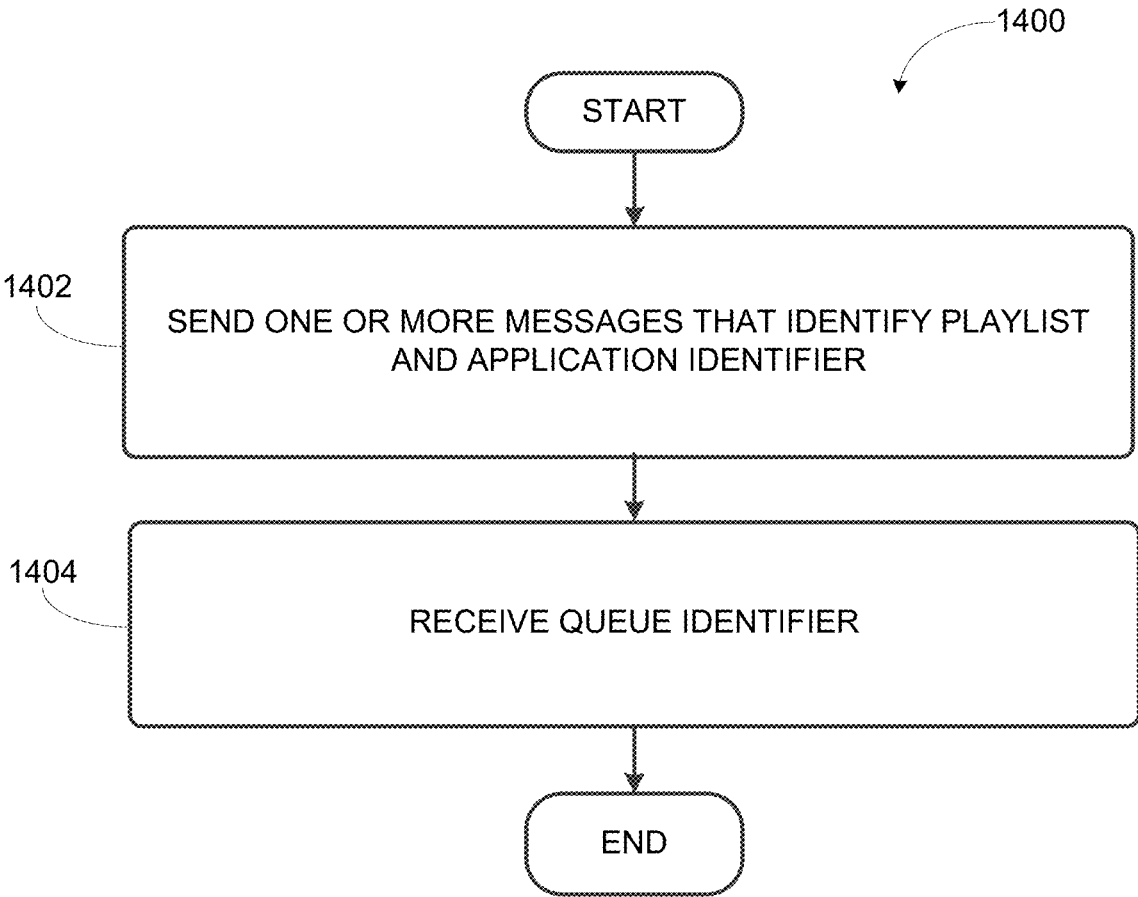 1400
START
1402
SEND ONE OR MORE MESSAGES THAT IDENTIFY PLAYLIST
AND APPLICATION IDENTIFIER
1404
RECEIVE QUEUE IDENTIFIER
END